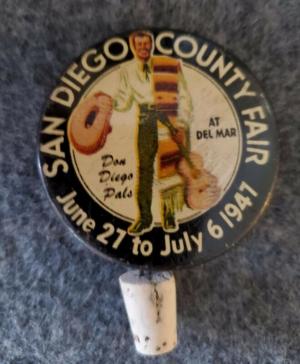 SAN DIEGO COUNTY FAIR
AT
DEL MAR
Don
Diego
Pals
June 27 to July 6 1947